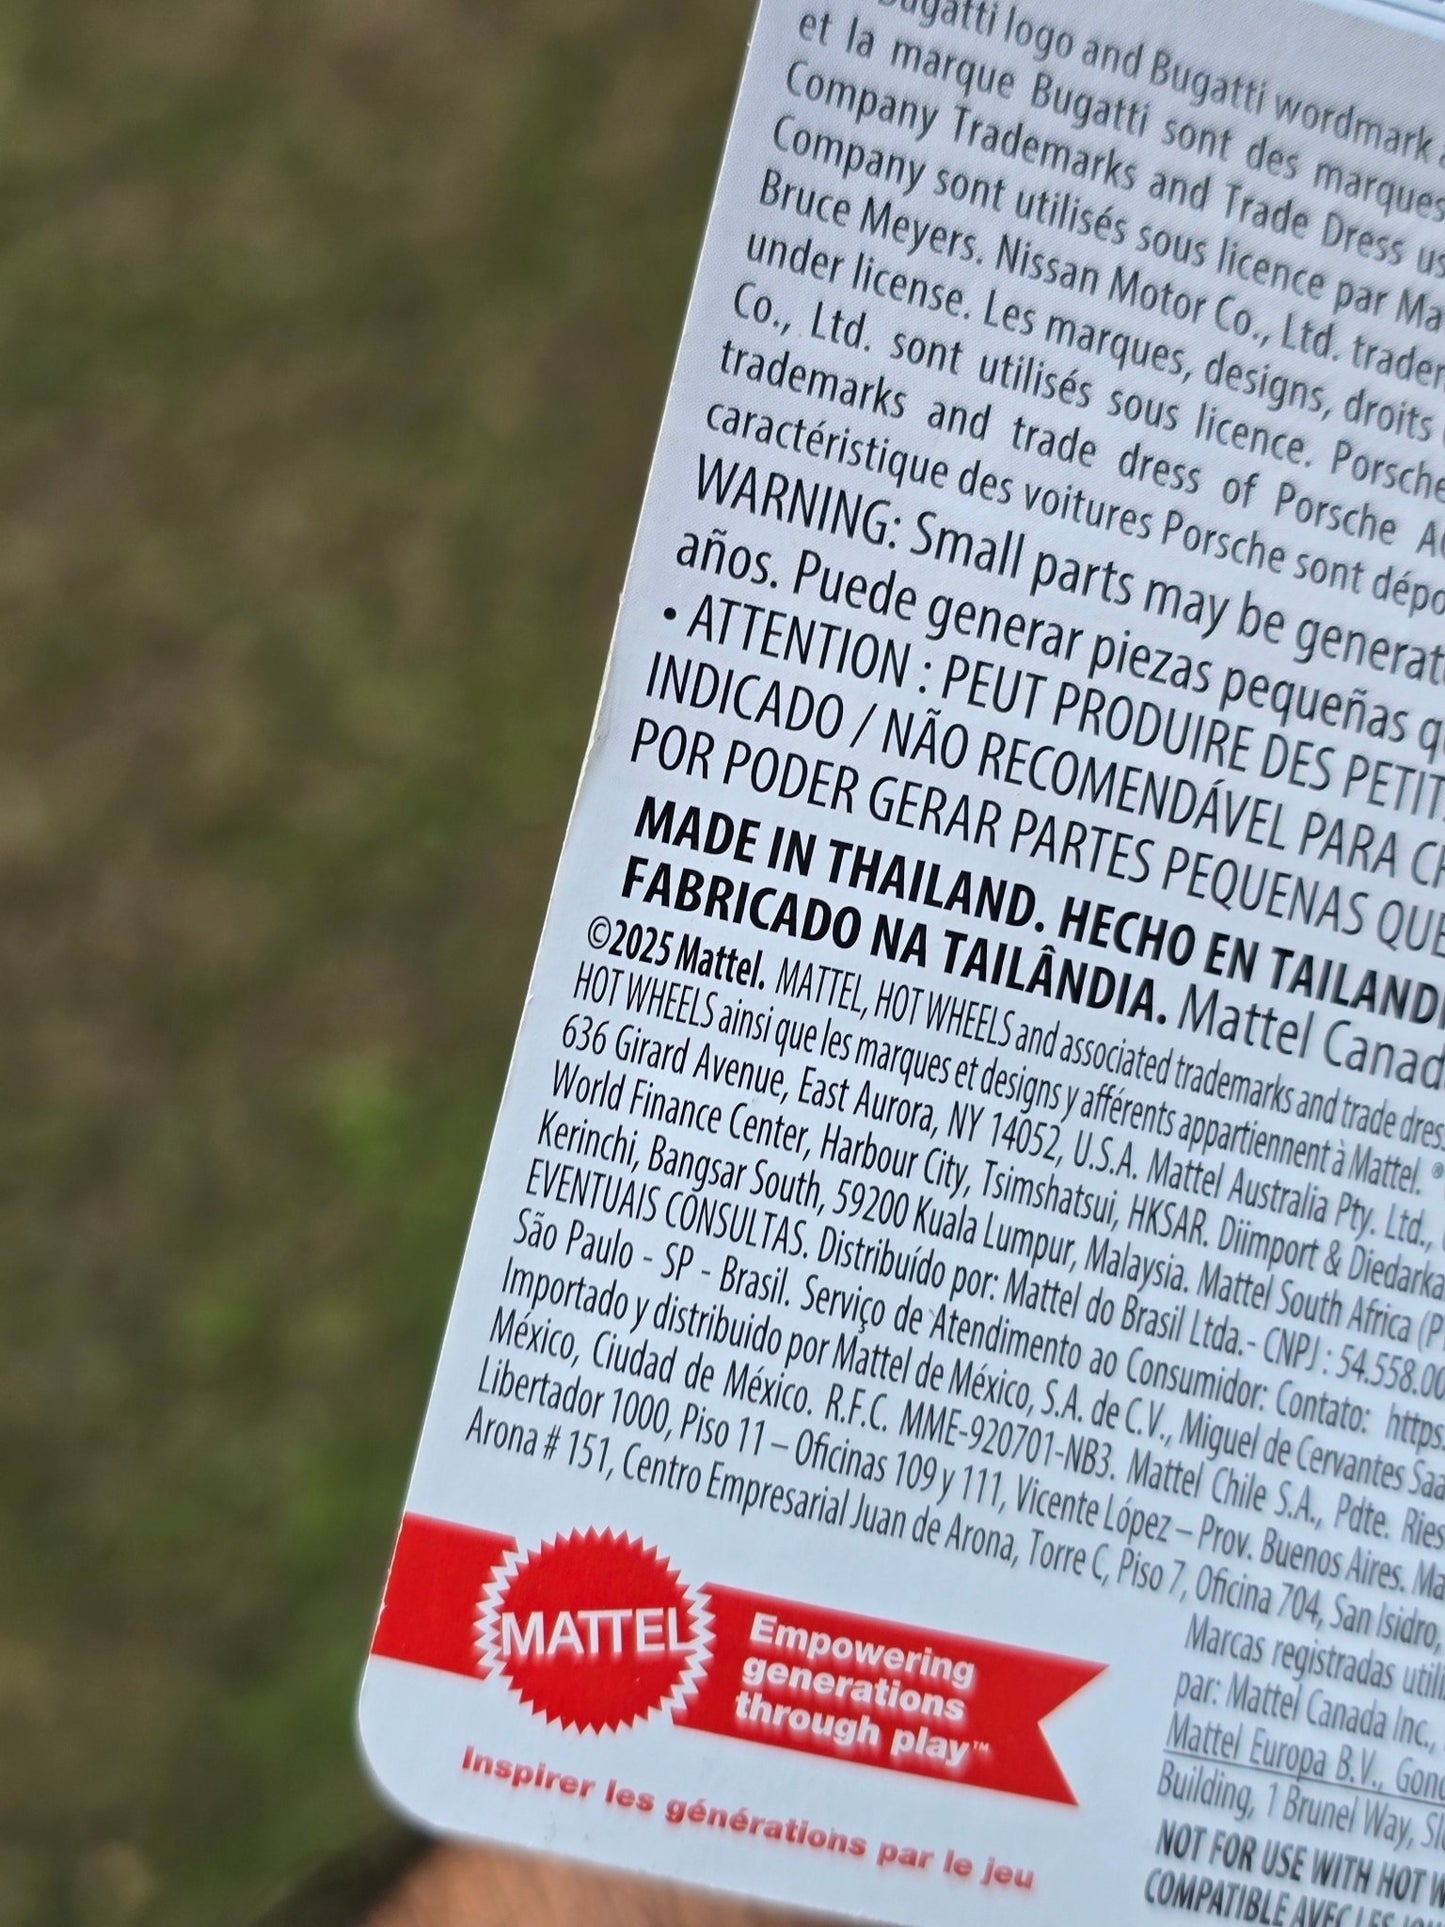 Bugatti logo and Bugatti wordmark
et la marque Bugatti sont des marques
Company Trademarks and Trade Dress us
Company sont utilisés sous licence par Ma
Bruce Meyers. Nissan Motor Co., Ltd. tradem
under license. Les marques, designs, droits
Co., Ltd. sont utilisés sous licence. Porsche
trademarks and trade dress of Porsche A
caractéristique des voitures Porsche sont dépo
WARNING: Small parts may be generat
años. Puede generar piezas pequeñas q
• ATTENTION : PEUT PRODUIRE DES PETIT
INDICADO / NÃO RECOMENDÁVEL PARA C
POR PODER GERAR PARTES PEQUENAS QUE
MADE IN THAILAND. HECHO EN TAILANDI
FABRICADO NA TAILÂNDIA. Mattel Canad
©2025 Mattel. MATTEL, HOT WHEELS and associated trademarks and trade dres
HOT WHEELS ainsi que les marques et designs y afférents appartiennent à Mattel. ®
636 Girard Avenue, East Aurora, NY 14052, U.S.A. Mattel Australia Pty. Ltd.,
World Finance Center, Harbour City, Tsimshatsui, HKSAR. Diimport & Diedarka
Kerinchi, Bangsar South, 59200 Kuala Lumpur, Malaysia. Mattel South Africa (P
EVENTUAIS CONSULTAS. Distribuído por: Mattel do Brasil Ltda.- CNPJ : 54.558.00
São Paulo - SP - Brasil. Serviço de Atendimento ao Consumidor: Contato: https
Importado y distribuido por Mattel de México, S.A. de C.V., Miguel de Cervantes Saa
México, Ciudad de México. R.F.C. MME-920701-NB3. Mattel Chile S.A., Pdte. Ries
Libertador 1000, Piso 11 – Oficinas 109 y 111, Vicente López – Prov. Buenos Aires. Ma
Arona # 151, Centro Empresarial Juan de Arona, Torre C, Piso 7, Oficina 704, San Isidro,
MATTEL
Empowering
generations
through play™
Inspirer les générations par le jeu
Marcas registradas utili
par: Mattel Canada Inc.,
Mattel Europa B.V., Gon
Building, 1 Brunel Way, Sl
NOT FOR USE WITH HOT W
COMPATIBLE AVEC LES